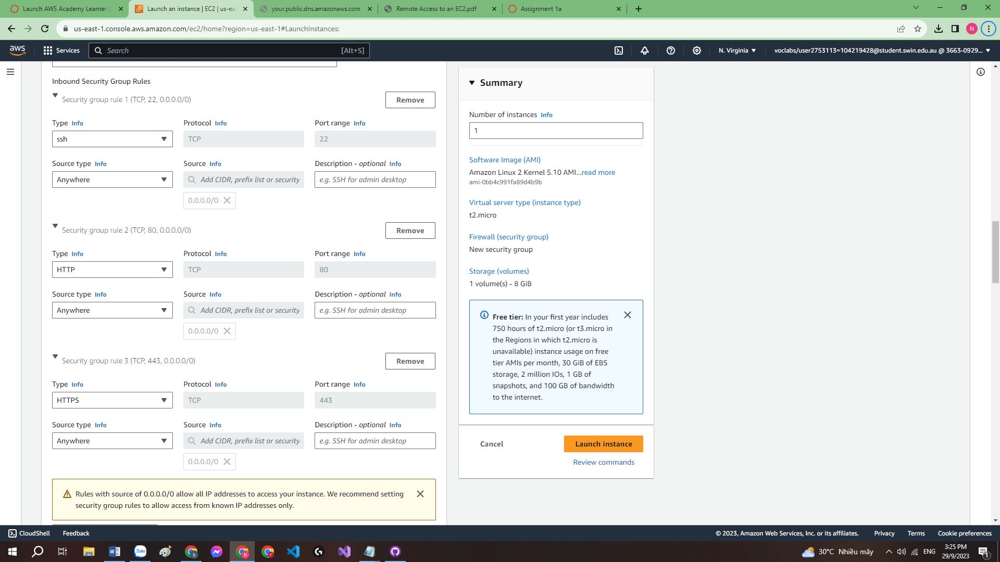 Launch AWS Academy Learner L
Launch an instance | EC2 | us-ea
your.public.dns.amazonaws.com
Remote Access to an EC2.pdf
Assignment 1a
us-east-1.console.aws.amazon.com/ec2/home?region=us-east-1#LaunchInstances:
N
aws
Services
Search
[Alt+S]
N. Virginia
voclabs/user2753113=104219428@student.swin.edu.au @ 3663-0929...
Inbound Security Group Rules
Security group rule 1 (TCP, 22, 0.0.0.0/0)
Remove
Type Info
Protocol Info
Port range Info
ssh
TCP
22
Source type Info
Source Info
Description - optional Info
Anywhere
Add CIDR, prefix list or security
e.g. SSH for admin desktop
0.0.0.0/0
Security group rule 2 (TCP, 80, 0.0.0.0/0)
Remove
Type Info
Protocol Info
Port range Info
HTTP
TCP
80
Source type Info
Source Info
Description - optional Info
Anywhere
Add CIDR, prefix list or security
e.g. SSH for admin desktop
0.0.0.0/0
Security group rule 3 (TCP, 443, 0.0.0.0/0)
Remove
Type Info
Protocol Info
Port range Info
HTTPS
TCP
443
Source type Info
Source Info
Description - optional Info
Anywhere
Add CIDR, prefix list or security
e.g. SSH for admin desktop
0.0.0.0/0
Rules with source of 0.0.0.0/0 allow all IP addresses to access your instance. We recommend setting
security group rules to allow access from known IP addresses only.
Summary
Number of instances Info
1
Software Image (AMI)
Amazon Linux 2 Kernel 5.10 AMI...read more
ami-0bb4c991fa89d4b9b
Virtual server type (instance type)
t2.micro
Firewall (security group)
New security group
Storage (volumes)
1 volume(s) - 8 GiB
Free tier: In your first year includes
750 hours of t2.micro (or t3.micro in
the Regions in which t2.micro is
unavailable) instance usage on free
tier AMIs per month, 30 GiB of EBS
storage, 2 million IOs, 1 GB of
snapshots, and 100 GB of bandwidth
to the internet.
Cancel
Launch instance
Review commands
CloudShell
Feedback
© 2023, Amazon Web Services, Inc. or its affiliates.
Privacy
Terms
Cookie preferences
Zalo
30°C Nhiều mây
ENG
3:25 PM
29/9/2023
1